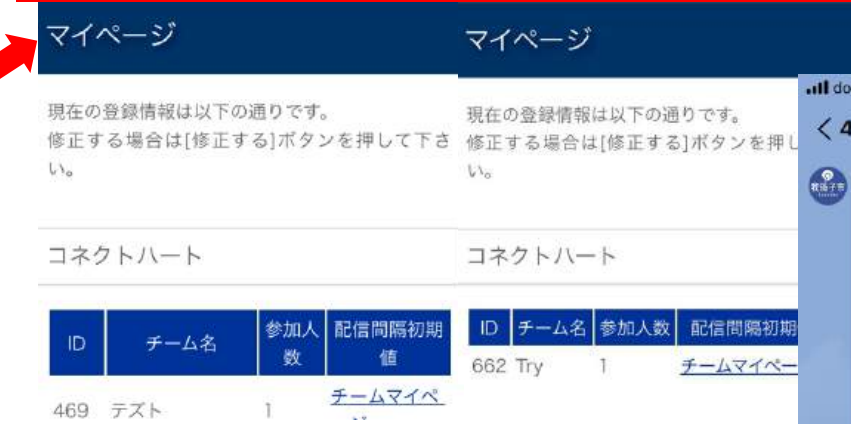 マイページ
現在の登録情報は以下の通りです。
修正する場合は[修正する]ボタンを押して下さ
い。
コネクトハート
ID チーム名 参加人数 配信間隔初期値
469 テズト 1 チームマイペ
マイページ
現在の登録情報は以下の通りです。
修正する場合は[修正する]ボタンを押し
い。
コネクトハート
ID チーム名 参加人数 配信間隔初期
662 Try 1 チームマイペー
do
< 4
我孫子市